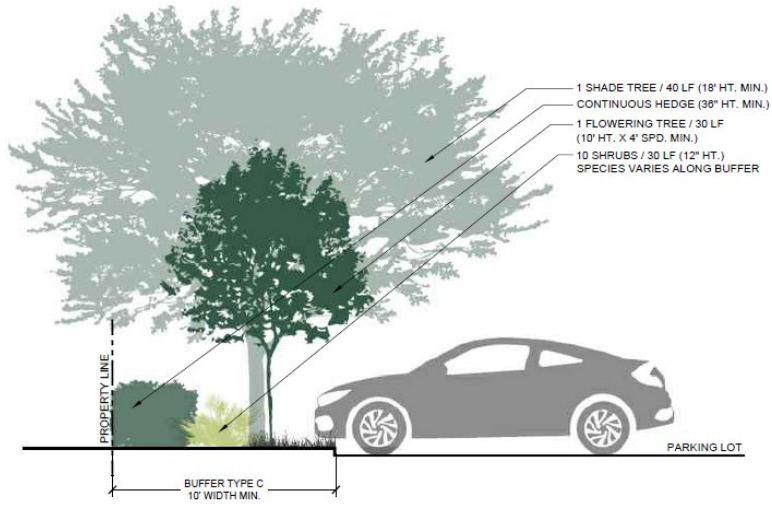 1 SHADE TREE / 40 LF (18' HT. MIN.)
CONTINUOUS HEDGE (36" HT. MIN.)
1 FLOWERING TREE / 30 LF
(10' HT. X 4' SPD. MIN.)
10 SHRUBS / 30 LF (12" HT.)
SPECIES VARIES ALONG BUFFER
PROPERTY LINE
PARKING LOT
BUFFER TYPE C
10' WIDTH MIN.